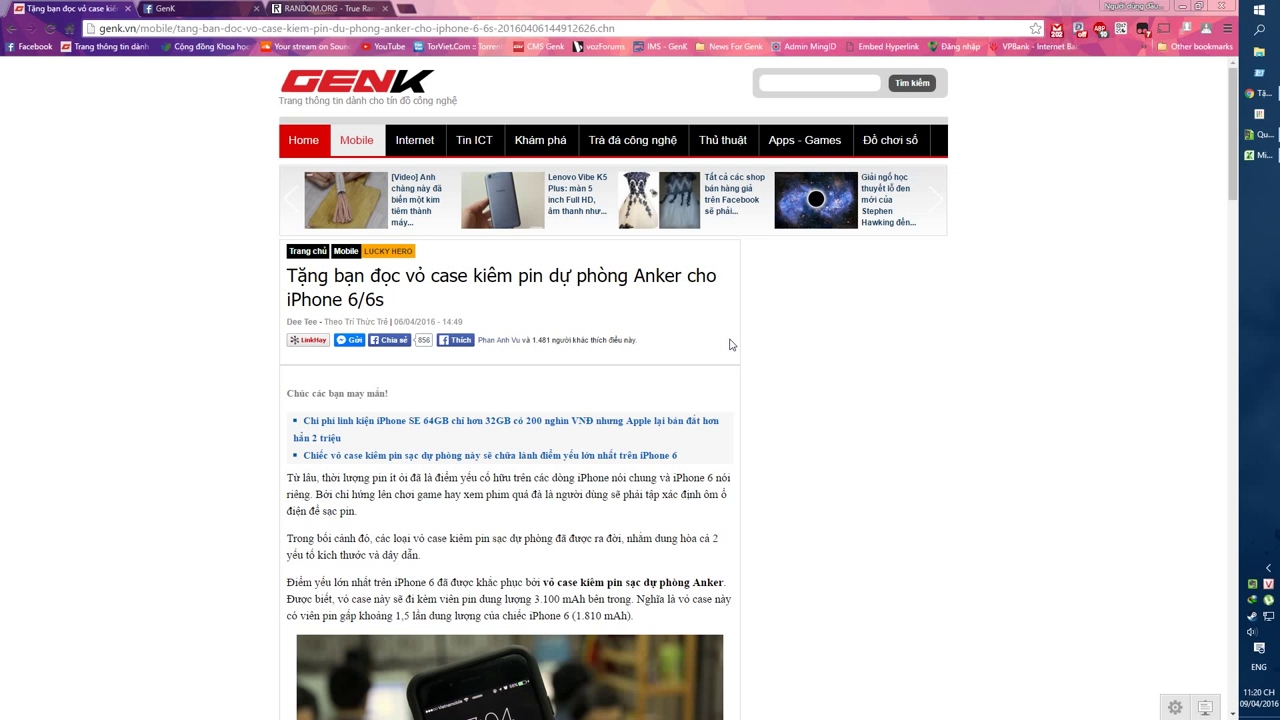 Tặng bạn đọc vỏ case kiê
GenK
RANDOM.ORG
Người dùng đầu...
genk.vn/mobile/tang-ban-doc-vo-case-kiem-pin-du-phong-anker-cho-iphone-6-6s-20160406144912626.chn
Facebook
Trang thông tin dành
Cộng đồng Khoa học
Your stream on Soun
YouTube
TorViet.Com :: Torrent
CMS Genk
vozForums
IMS - GenK
News For Genk
Admin MingID
Embed Hyperlink
Đăng nhập
VPBank - Internet Ba
Other bookmarks
GENK
Trang thông tin dành cho tín đồ công nghệ
Tìm kiếm
Home
Mobile
Internet
Tin ICT
Khám phá
Trà đá công nghệ
Thủ thuật
Apps - Games
Đồ chơi số
[Video] Anh
chàng này đã
biến một kim
tiêm thành
máy...
Lenovo Vibe K5
Plus: màn 5
inch Full HD,
âm thanh như...
Tất cả các shop
bán hàng giả
trên Facebook
sẽ phải...
Giải ngố học
thuyết lỗ đen
mới của
Stephen
Hawking đến...
Trang chủ Mobile LUCKY HERO
Tặng bạn đọc vỏ case kiêm pin dự phòng Anker cho
iPhone 6/6s
Dee Tee - Theo Trí Thức Trẻ | 06/04/2016 - 14:49
LinkHay Gửi Chia sẻ 856 Thích Phan Anh Vu và 1.481 người khác thích điều này.
Chúc các bạn may mắn!
Chi phí linh kiện iPhone SE 64GB chỉ hơn 32GB có 200 nghìn VNĐ nhưng Apple lại bán đắt hơn
hẳn 2 triệu
Chiếc vỏ case kiêm pin sạc dự phòng này sẽ chữa lành điểm yếu lớn nhất trên iPhone 6
Từ lâu, thời lượng pin ít ỏi đã là điểm yếu cố hữu trên các dòng iPhone nói chung và iPhone 6 nói
riêng. Bởi chỉ hứng lên chơi game hay xem phim quá đà là người dùng sẽ phải tấp xác định ôm ổ
điện để sạc pin.
Trong bối cảnh đó, các loại vỏ case kiêm pin sạc dự phòng đã được ra đời, nhằm dung hòa cả 2
yếu tố kích thước và dây dẫn.
Điểm yếu lớn nhất trên iPhone 6 đã được khắc phục bởi vỏ case kiêm pin sạc dự phòng Anker.
Được biết, vỏ case này sẽ đi kèm viên pin dung lượng 3.100 mAh bên trong. Nghĩa là vỏ case này
có viên pin gấp khoảng 1,5 lần dung lượng của chiếc iPhone 6 (1.810 mAh).
11:20 CH
09/04/2016